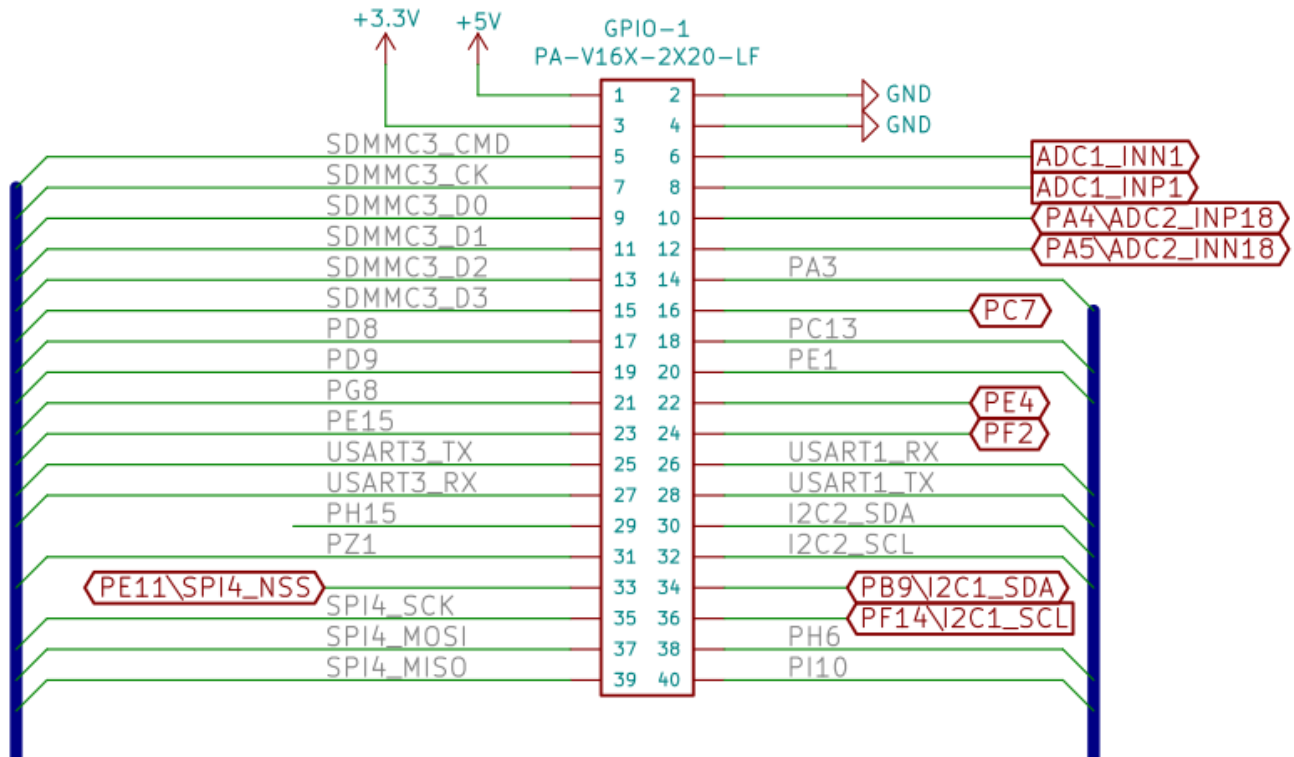 +3.3V
+5V
GPIO-1
PA-V16X-2X20-LF
1 2 GND
3 4 GND
SDMMC3_CMD 5 6 ADC1_INN1
SDMMC3_CK 7 8 ADC1_INP1
SDMMC3_D0 9 10 PA4\ADC2_INP18
SDMMC3_D1 11 12 PA5\ADC2_INN18
SDMMC3_D2 13 14 PA3
SDMMC3_D3 15 16 PC7
PD8 17 18 PC13
PD9 19 20 PE1
PG8 21 22 PE4
PE15 23 24 PF2
USART3_TX 25 26 USART1_RX
USART3_RX 27 28 USART1_TX
PH15 29 30 I2C2_SDA
PZ1 31 32 I2C2_SCL
PE11\SPI4_NSS 33 34 PB9\I2C1_SDA
SPI4_SCK 35 36 PF14\I2C1_SCL
SPI4_MOSI 37 38 PH6
SPI4_MISO 39 40 PI10